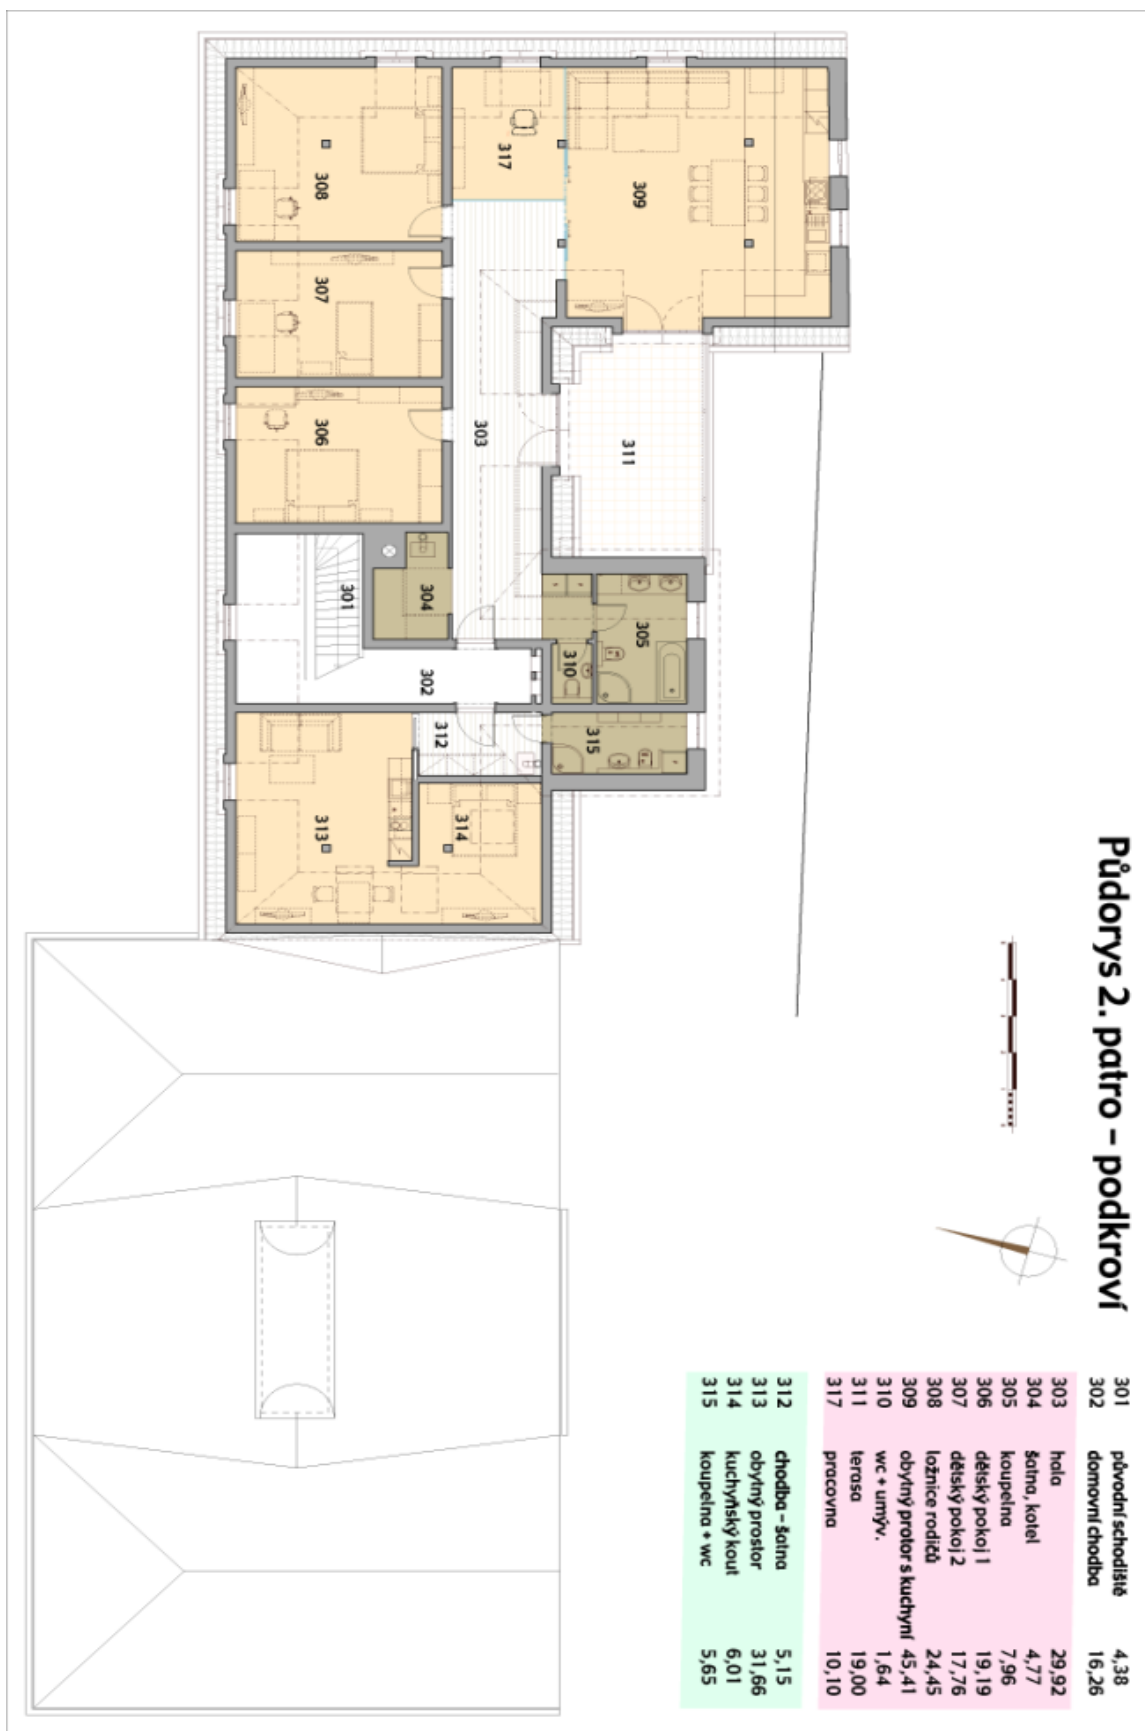 Půdorys 2. patro – podkroví
301 původní schodiště 4,38
302 domovní chodba 16,26
303 hala 29,92
304 šatna, kotel 4,77
305 koupelna 7,96
306 dětský pokoj 1 19,19
307 dětský pokoj 2 17,76
308 ložnice rodičů 24,45
309 obytný protor s kuchyní 45,41
310 wc + umýv. 1,64
311 terasa 19,00
317 pracovna 10,10
312 chodba – šatna 5,15
313 obytný prostor 31,66
314 kuchyňský kout 6,01
315 koupelna + wc 5,65
309
317
308
307
306
303
311
305
304
310
301
302
315
312
314
313